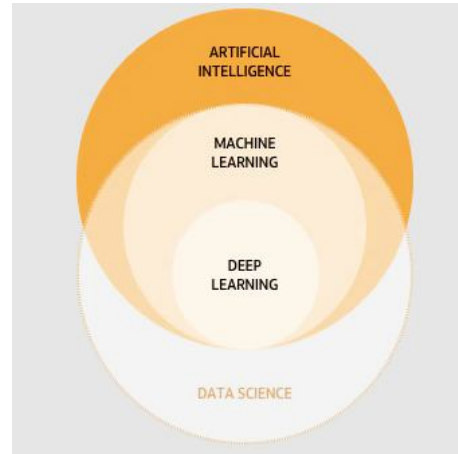 ARTIFICIAL
INTELLIGENCE
MACHINE
LEARNING
DEEP
LEARNING
DATA SCIENCE